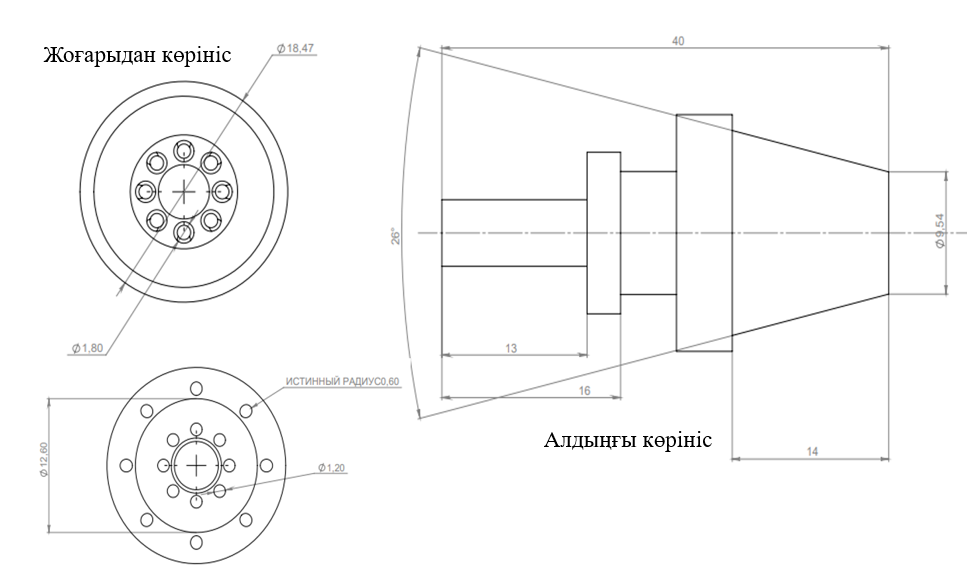 Жоғарыдан көрініс
Ø18,47
Ø1,80
40
26°
Ø9,54
13
16
14
Алдыңғы көрініс
ИСТИННЫЙ РАДИУС0,60
Ø12,60
Ø1,20